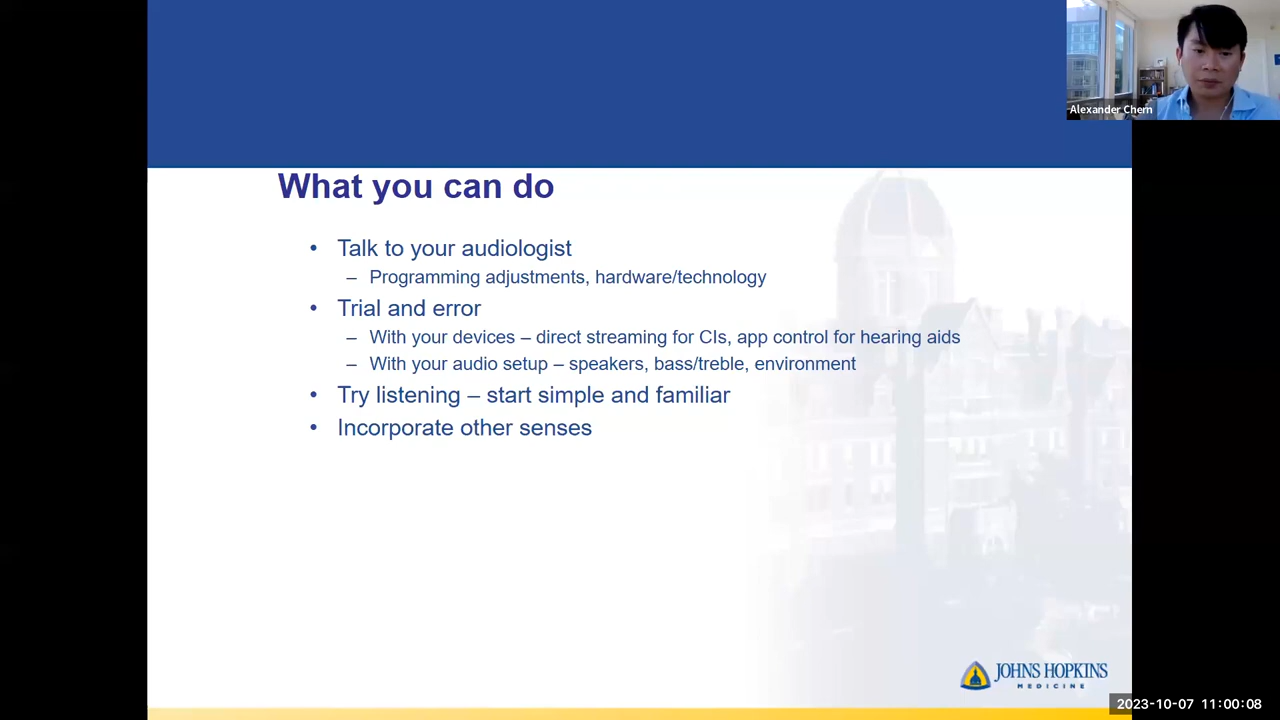 Alexander Chern
What you can do
• Talk to your audiologist
– Programming adjustments, hardware/technology
• Trial and error
– With your devices – direct streaming for CIs, app control for hearing aids
– With your audio setup – speakers, bass/treble, environment
• Try listening – start simple and familiar
• Incorporate other senses
JOHNS HOPKINS
MEDICINE
2023-10-07 11:00:08